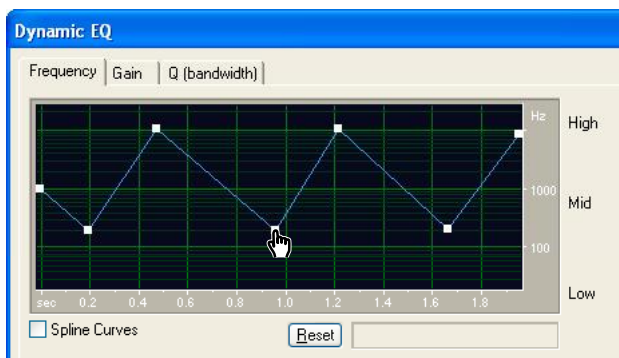 Dynamic EQ
Frequency Gain Q (bandwidth)
Hz
High
1000
Mid
100
Low
sec 0.2 0.4 0.6 0.8 1.0 1.2 1.4 1.6 1.8
Spline Curves Reset